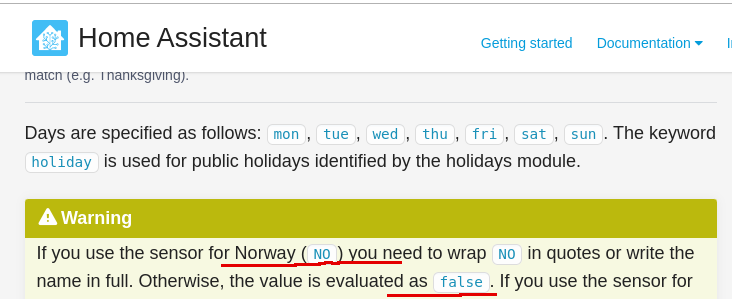 Home Assistant
Getting started Documentation
match (e.g. Thanksgiving).
Days are specified as follows: mon, tue, wed, thu, fri, sat, sun. The keyword
holiday is used for public holidays identified by the holidays module.
Warning
If you use the sensor for Norway (NO) you need to wrap NO in quotes or write the
name in full. Otherwise, the value is evaluated as false. If you use the sensor for